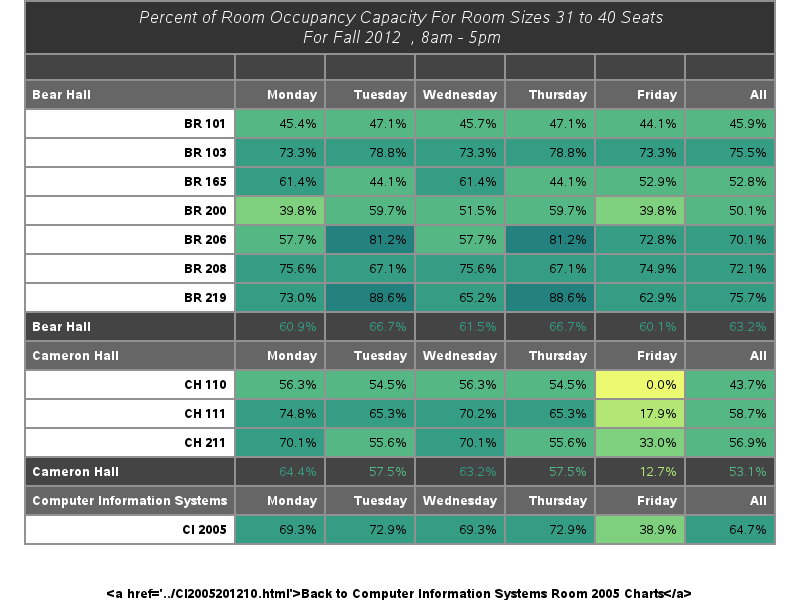 Percent of Room Occupancy Capacity For Room Sizes 31 to 40 Seats
For Fall 2012 , 8am - 5pm
Bear Hall Monday Tuesday Wednesday Thursday Friday All
BR 101 45.4% 47.1% 45.7% 47.1% 44.1% 45.9%
BR 103 73.3% 78.8% 73.3% 78.8% 73.3% 75.5%
BR 165 61.4% 44.1% 61.4% 44.1% 52.9% 52.8%
BR 200 39.8% 59.7% 51.5% 59.7% 39.8% 50.1%
BR 206 57.7% 81.2% 57.7% 81.2% 72.8% 70.1%
BR 208 75.6% 67.1% 75.6% 67.1% 74.9% 72.1%
BR 219 73.0% 88.6% 65.2% 88.6% 62.9% 75.7%
Bear Hall 60.9% 66.7% 61.5% 66.7% 60.1% 63.2%
Cameron Hall Monday Tuesday Wednesday Thursday Friday All
CH 110 56.3% 54.5% 56.3% 54.5% 0.0% 43.7%
CH 111 74.8% 65.3% 70.2% 65.3% 17.9% 58.7%
CH 211 70.1% 55.6% 70.1% 55.6% 33.0% 56.9%
Cameron Hall 64.4% 57.5% 63.2% 57.5% 12.7% 53.1%
Computer Information Systems Monday Tuesday Wednesday Thursday Friday All
CI 2005 69.3% 72.9% 69.3% 72.9% 38.9% 64.7%
&lt;a href='../CI2005201210.html'&gt;Back to Computer Information Systems Room 2005 Charts&lt;/a&gt;